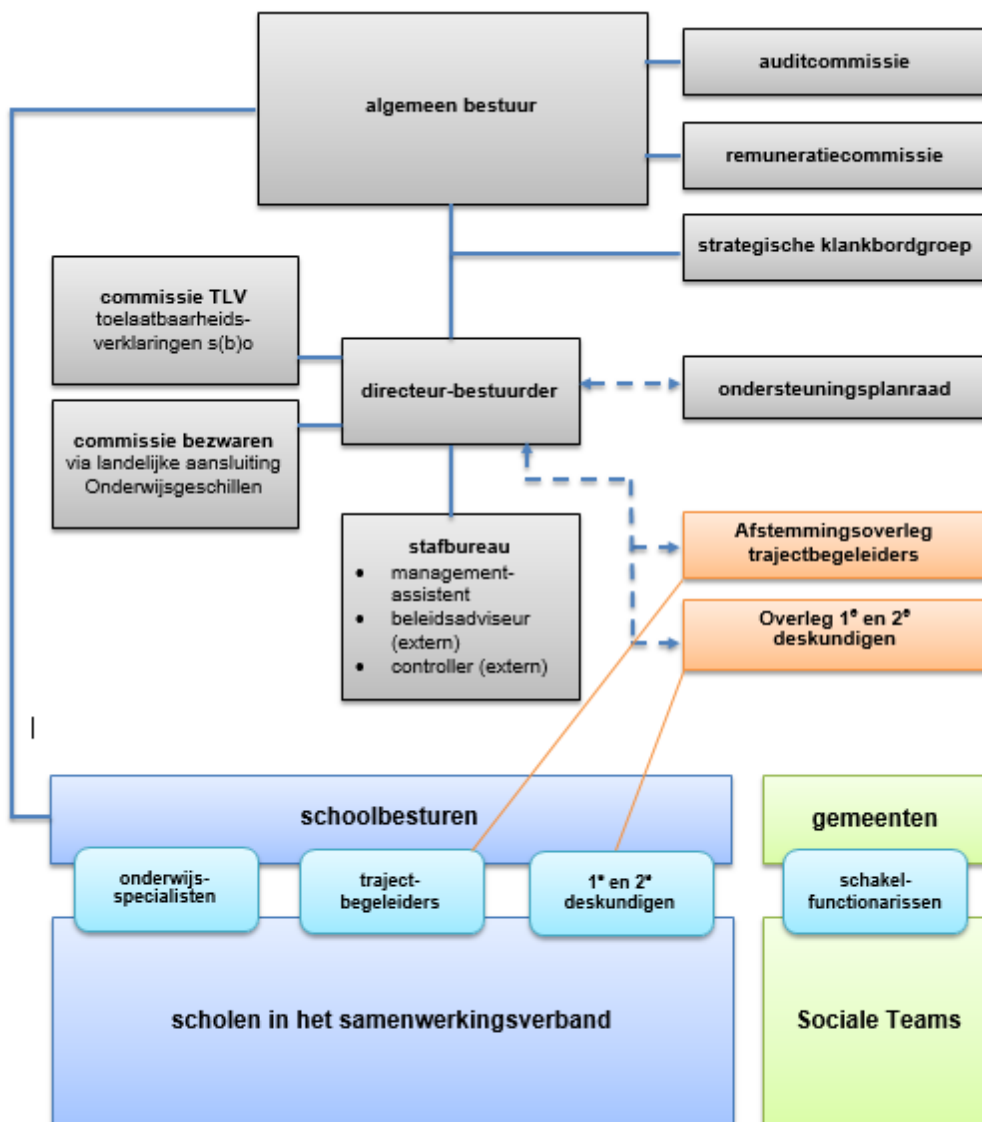 algemeen bestuur
auditcommissie
remuneratiecommissie
strategische klankbordgroep
commissie TLV
toelaatbaarheids-
verklaringen s(b)o
directeur-bestuurder
ondersteuningsplanraad
commissie bezwaren
via landelijke aansluiting
Onderwijsgeschillen
stafbureau
• management-
assistent
• beleidsadviseur
(extern)
• controller (extern)
Afstemmingsoverleg
trajectbegeleiders
Overleg 1e en 2e
deskundigen
schoolbesturen
gemeenten
onderwijs-
specialisten
traject-
begeleiders
1e en 2e
deskundigen
schakel-
functionarissen
scholen in het samenwerkingsverband
Sociale Teams